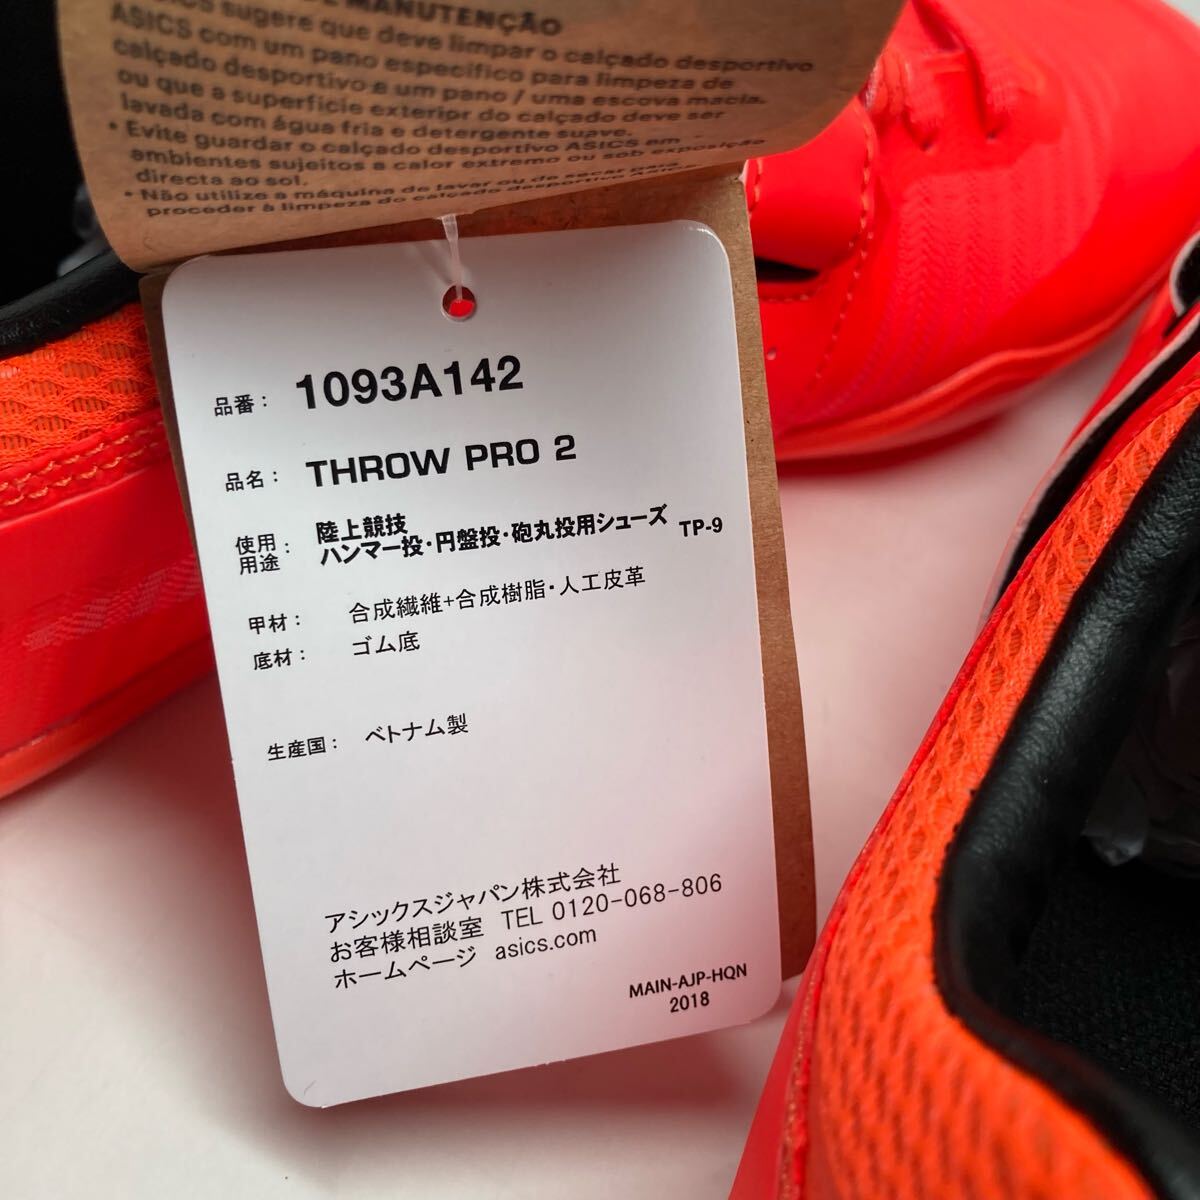 DE MANUTENÇÃO
ASICS sugere que deve limpar o calçado desportivo
ASICS com um pano específico para limpeza de
calçado desportivo e um pano / uma escova macia,
ou que a superfície exterior do calçado deve ser
lavada com água fria e detergente suave.
• Evite guardar o calçado desportivo ASICS em
ambientes sujeitos a calor extremo ou sob exposição
directa ao sol.
• Não utilize a máquina de lavar ou de secar para
proceder à limpeza do calçado desportivo ASICS
品番： 1093A142
品名： THROW PRO 2
使用用途： 陸上競技
ハンマー投・円盤投・砲丸投用シューズ TP-9
甲材： 合成繊維+合成樹脂・人工皮革
底材： ゴム底
生産国： ベトナム製
アシックスジャパン株式会社
お客様相談室 TEL 0120-068-806
ホームページ asics.com
MAIN-AJP-HQN
2018